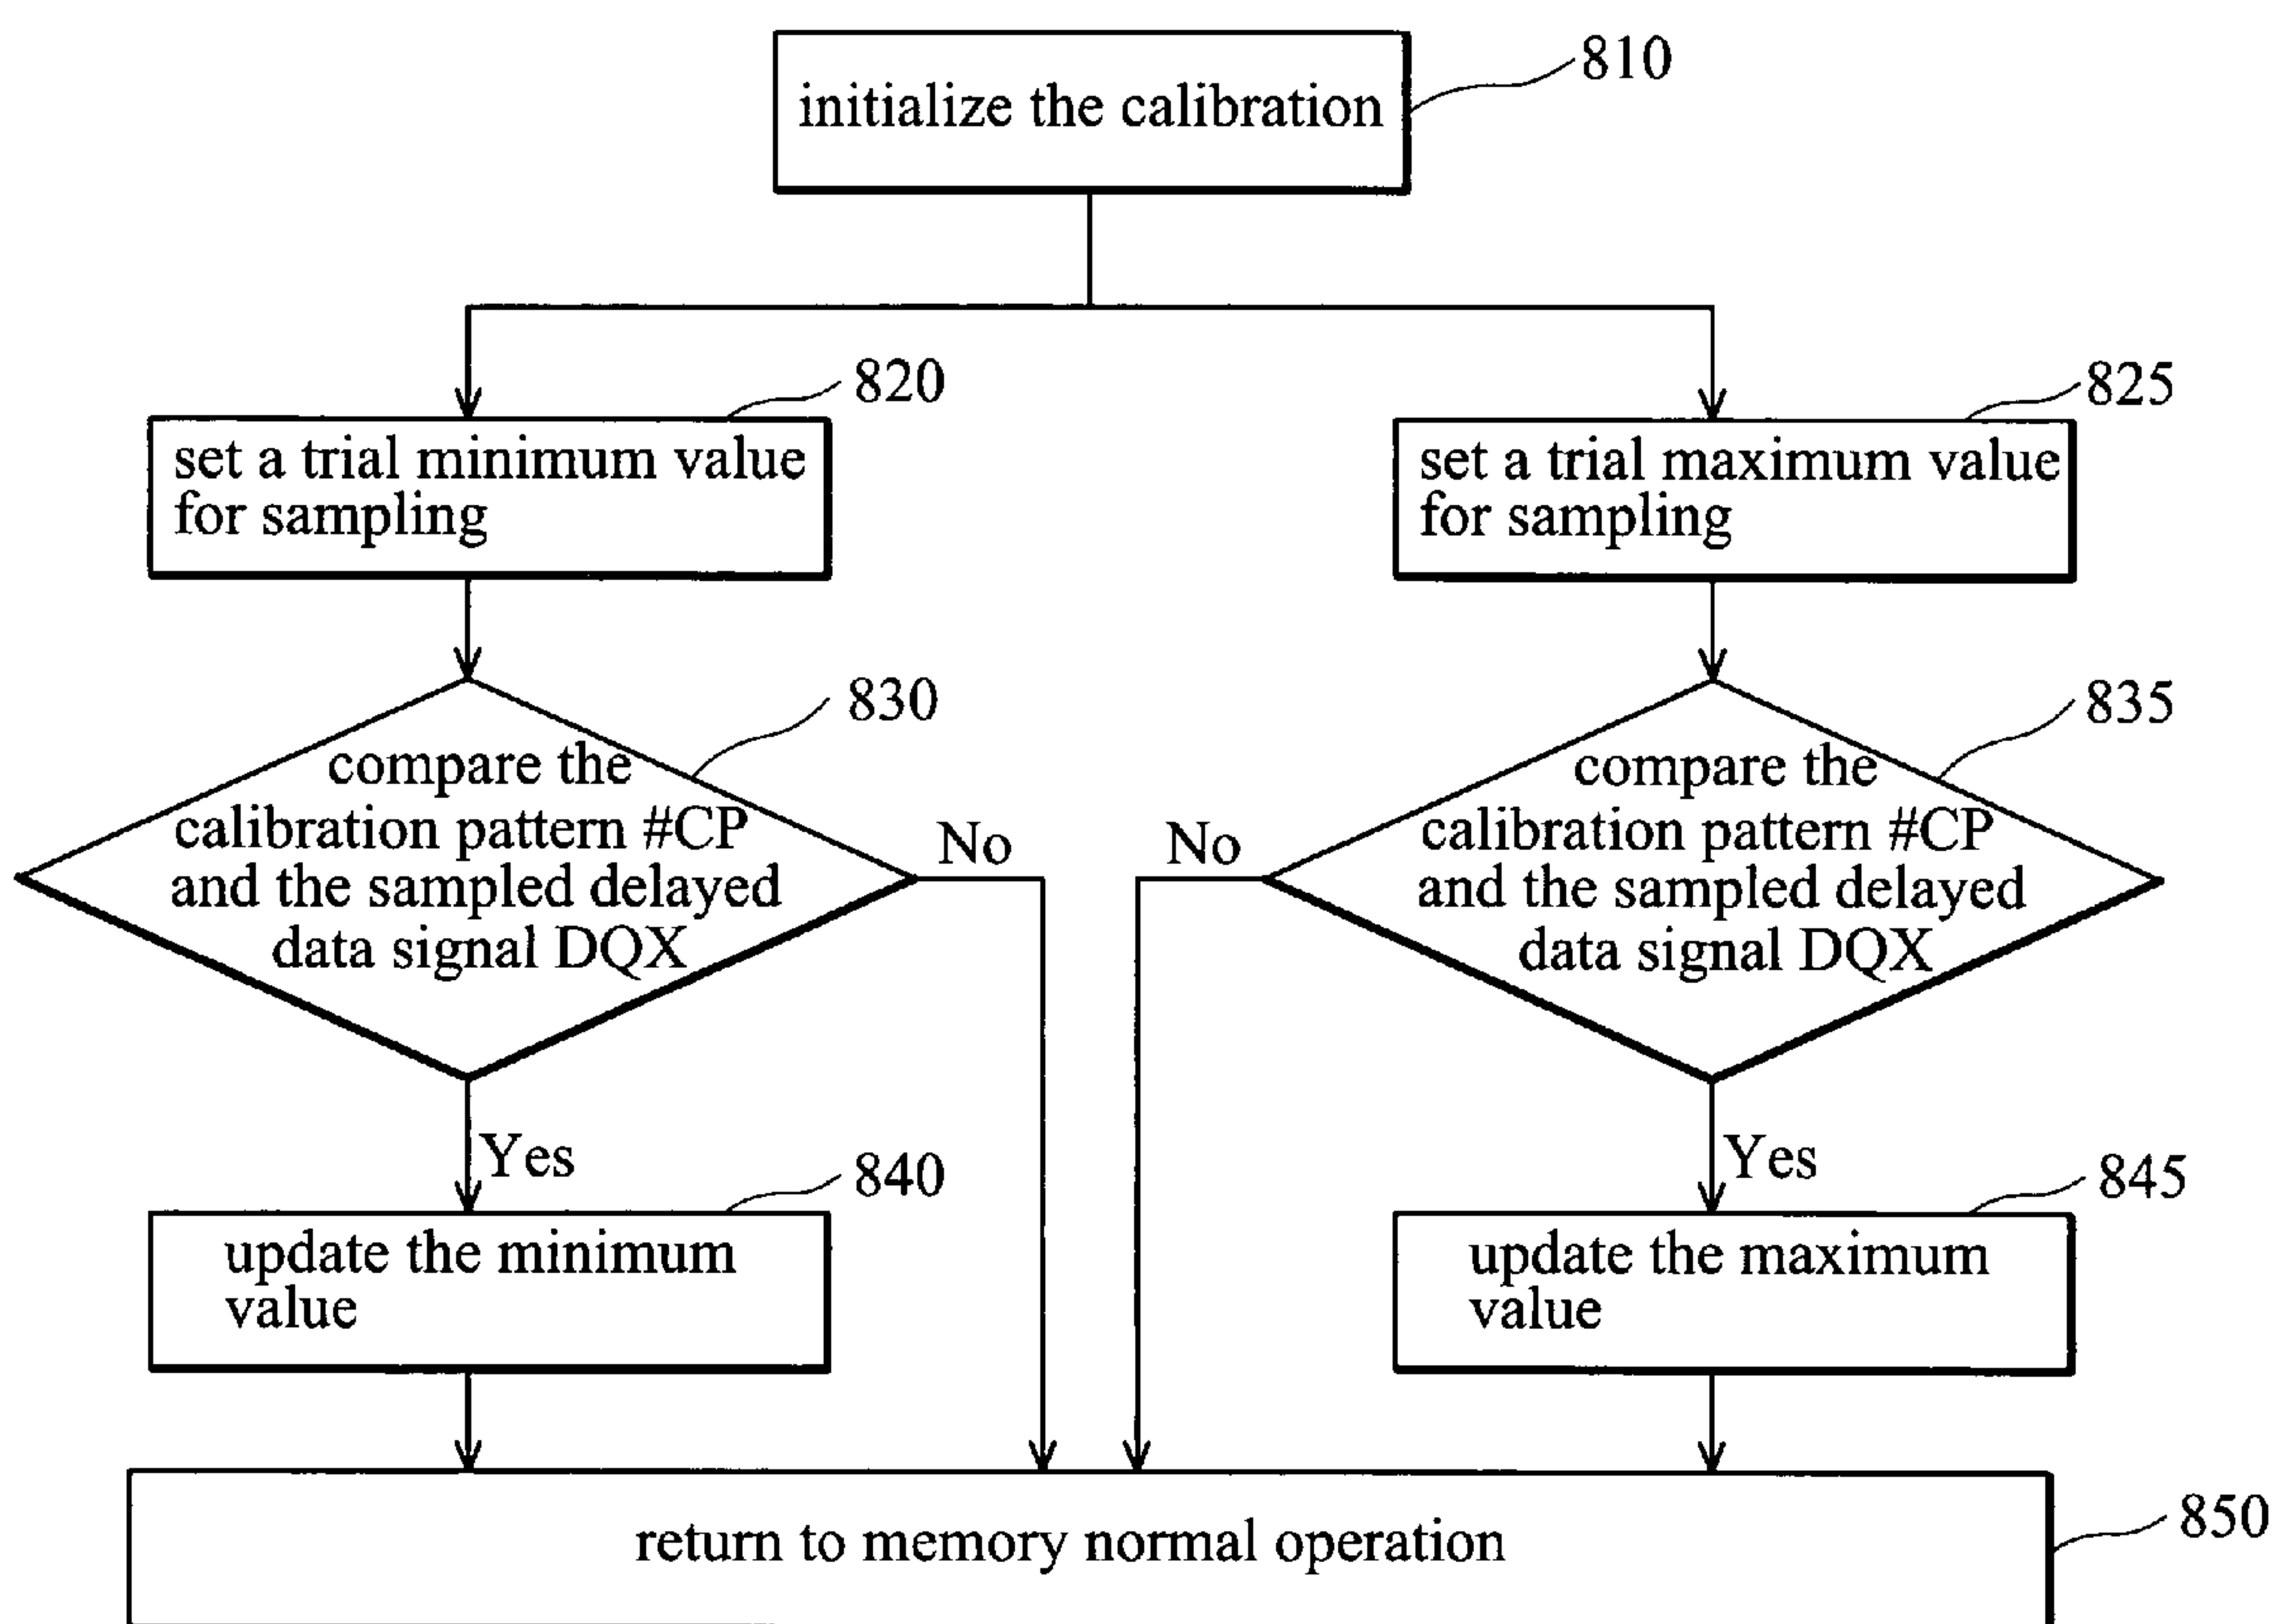 initialize the calibration
810
820
set a trial minimum value
for sampling
825
set a trial maximum value
for sampling
830
compare the
calibration pattern #CP
and the sampled delayed
data signal DQX
No
835
compare the
calibration pattern #CP
and the sampled delayed
data signal DQX
No
Yes
840
update the minimum
value
Yes
845
update the maximum
value
return to memory normal operation
850